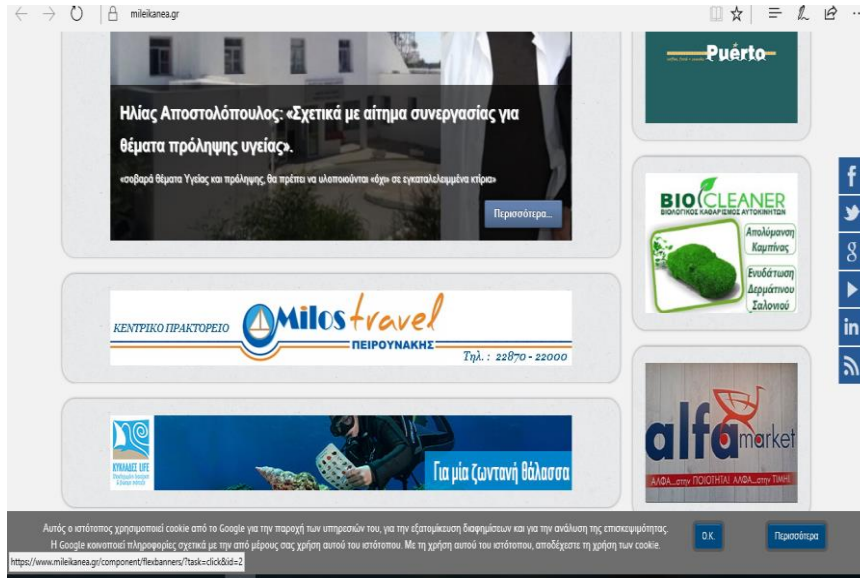 mileikanea.gr
Puerto
Ηλίας Αποστολόπουλος: «Σχετικά με αίτημα συνεργασίας για
θέματα πρόληψης υγείας».
«σοβαρά θέματα Υγείας και πρόληψης, θα πρέπει να υλοποιούνται «όχι» σε εγκαταλελειμμένα κτίρια»
Περισσότερα...
BIO CLEANER
ΒΙΟΛΟΓΙΚΟΣ ΚΑΘΑΡΙΣΜΟΣ ΑΥΤΟΚΙΝΗΤΩΝ
Απολύμανση
Καμπίνας
Ενυδάτωση
Δερμάτινου
Σαλονιού
ΚΕΝΤΡΙΚΟ ΠΡΑΚΤΟΡΕΙΟ
Milos travel
ΠΕΙΡΟΥΝΑΚΗΣ
Τηλ. : 22870 - 22000
alfa market
ΑΛΦΑ...στην ΠΟΙΟΤΗΤΑ! ΑΛΦΑ...στην ΤΙΜΗ!
ΚΥΚΛΑΔΕΣ LIFE
Για μία ζωντανή θάλασσα
Αυτός ο ιστότοπος χρησιμοποιεί cookie από το Google για την παροχή των υπηρεσιών του, για την εξατομίκευση διαφημίσεων και για την ανάλυση της επισκεψιμότητας.
Η Google κοινοποιεί πληροφορίες σχετικά με την από μέρους σας χρήση αυτού του ιστότοπου. Με τη χρήση αυτού του ιστότοπου, αποδέχεστε τη χρήση των cookie.
O.K.
Περισσότερα
https://www.mileikanea.gr/component/flexbanners/?task=click&id=2